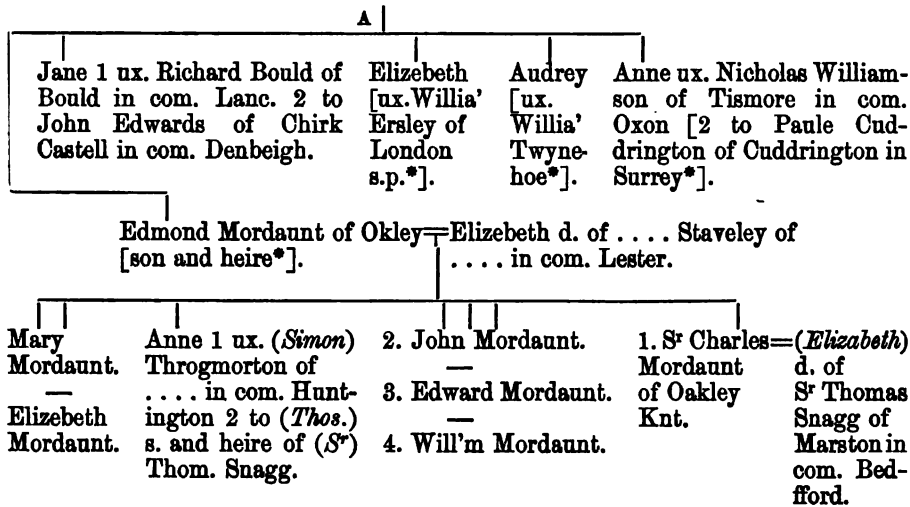 A
Jane 1 ux. Richard Bould of
Bould in com. Lanc. 2 to
John Edwards of Chirk
Castell in com. Denbeigh.
Elizebeth
[ux. Willia'
Ersley of
London
s.p.*].
Audrey
[ux.
Willia'
Twyne-
hoe*].
Anne ux. Nicholas William-
son of Tismore in com.
Oxon [2 to Paule Cud-
drington of Cuddrington in
Surrey*].
Edmond Mordaunt of Okley
[son and heire*].
Elizebeth d. of .... Staveley of
.... in com. Lester.
Mary
Mordaunt.
—
Elizebeth
Mordaunt.
Anne 1 ux. (Simon)
Throgmorton of
.... in com. Hunt-
ington 2 to (Thos.)
s. and heire of (Sr)
Thom. Snagg.
2. John Mordaunt.
—
3. Edward Mordaunt.
—
4. Will'm Mordaunt.
1. Sr Charles=
Mordaunt
of Oakley
Knt.
(Elizabeth)
d. of
Sr Thomas
Snagg of
Marston in
com. Bed-
fford.